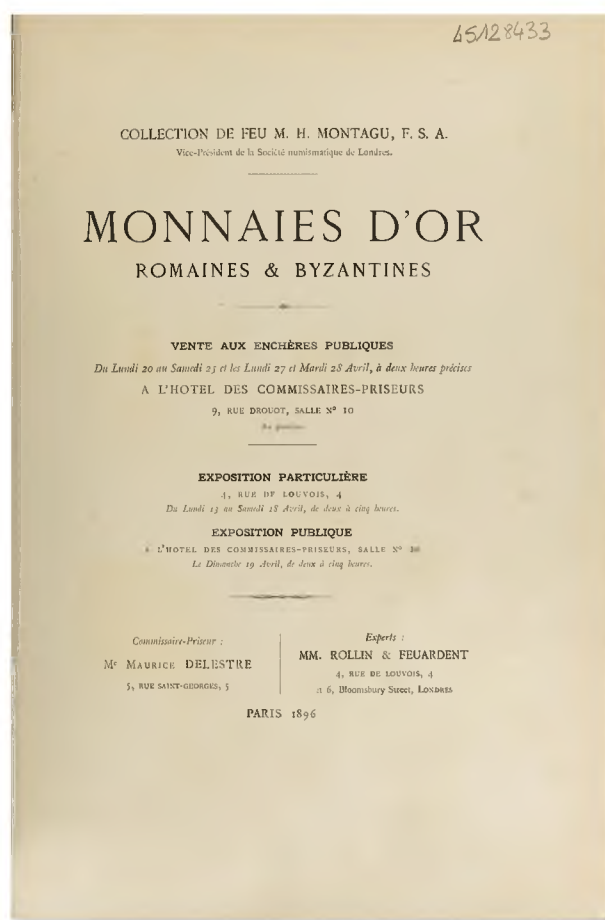 45128433
COLLECTION DE FEU M. H. MONTAGU, F. S. A.
Vice-Président de la Société numismatique de Londres.
MONNAIES D'OR
ROMAINES & BYZANTINES
VENTE AUX ENCHÈRES PUBLIQUES
Du Lundi 20 au Samedi 25 et les Lundi 27 et Mardi 28 Avril, à deux heures précises
A L'HOTEL DES COMMISSAIRES-PRISEURS
9, RUE DROUOT, SALLE Nº 10
EXPOSITION PARTICULIÈRE
4, RUE DE LOUVOIS, 4
Du Lundi 13 au Samedi 18 Avril, de deux à cinq heures.
EXPOSITION PUBLIQUE
A L'HOTEL DES COMMISSAIRES-PRISEURS, SALLE Nº 10
Le Dimanche 19 Avril, de deux à cinq heures.
Commissaire-Priseur :
Me MAURICE DELESTRE
5, RUE SAINT-GEORGES, 5
Experts :
MM. ROLLIN & FEUARDENT
4, RUE DE LOUVOIS, 4
et 6, Bloomsbury Street, LONDRES
PARIS 1896